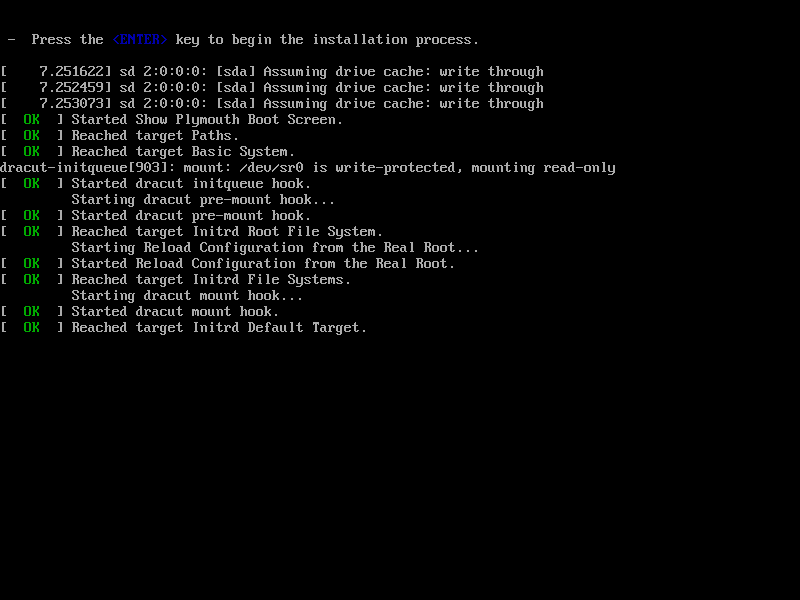 -  Press the <ENTER> key to begin the installation process.
[    7.251622] sd 2:0:0:0: [sda] Assuming drive cache: write through
[    7.252459] sd 2:0:0:0: [sda] Assuming drive cache: write through
[    7.253073] sd 2:0:0:0: [sda] Assuming drive cache: write through
[  OK  ] Started Show Plymouth Boot Screen.
[  OK  ] Reached target Paths.
[  OK  ] Reached target Basic System.
dracut-initqueue[903]: mount: /dev/sr0 is write-protected, mounting read-only
[  OK  ] Started dracut initqueue hook.
         Starting dracut pre-mount hook...
[  OK  ] Started dracut pre-mount hook.
[  OK  ] Reached target Initrd Root File System.
         Starting Reload Configuration from the Real Root...
[  OK  ] Started Reload Configuration from the Real Root.
[  OK  ] Reached target Initrd File Systems.
         Starting dracut mount hook...
[  OK  ] Started dracut mount hook.
[  OK  ] Reached target Initrd Default Target.